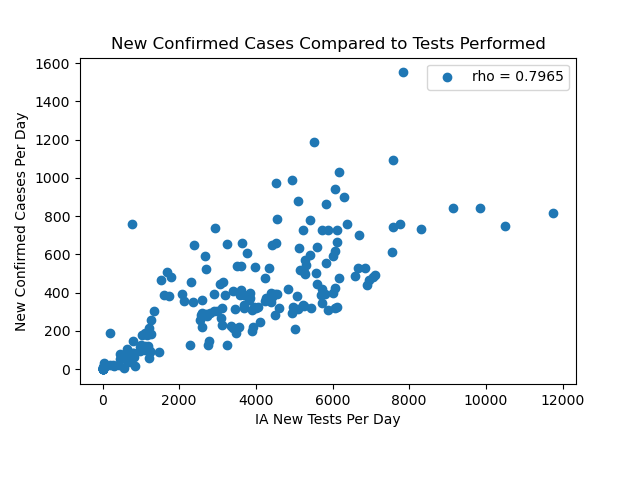 New Confirmed Cases Compared to Tests Performed
rho = 0.7965
New Confirmed Caeses Per Day
1600
1400
1200
1000
800
600
400
200
0
0 2000 4000 6000 8000 10000 12000
IA New Tests Per Day